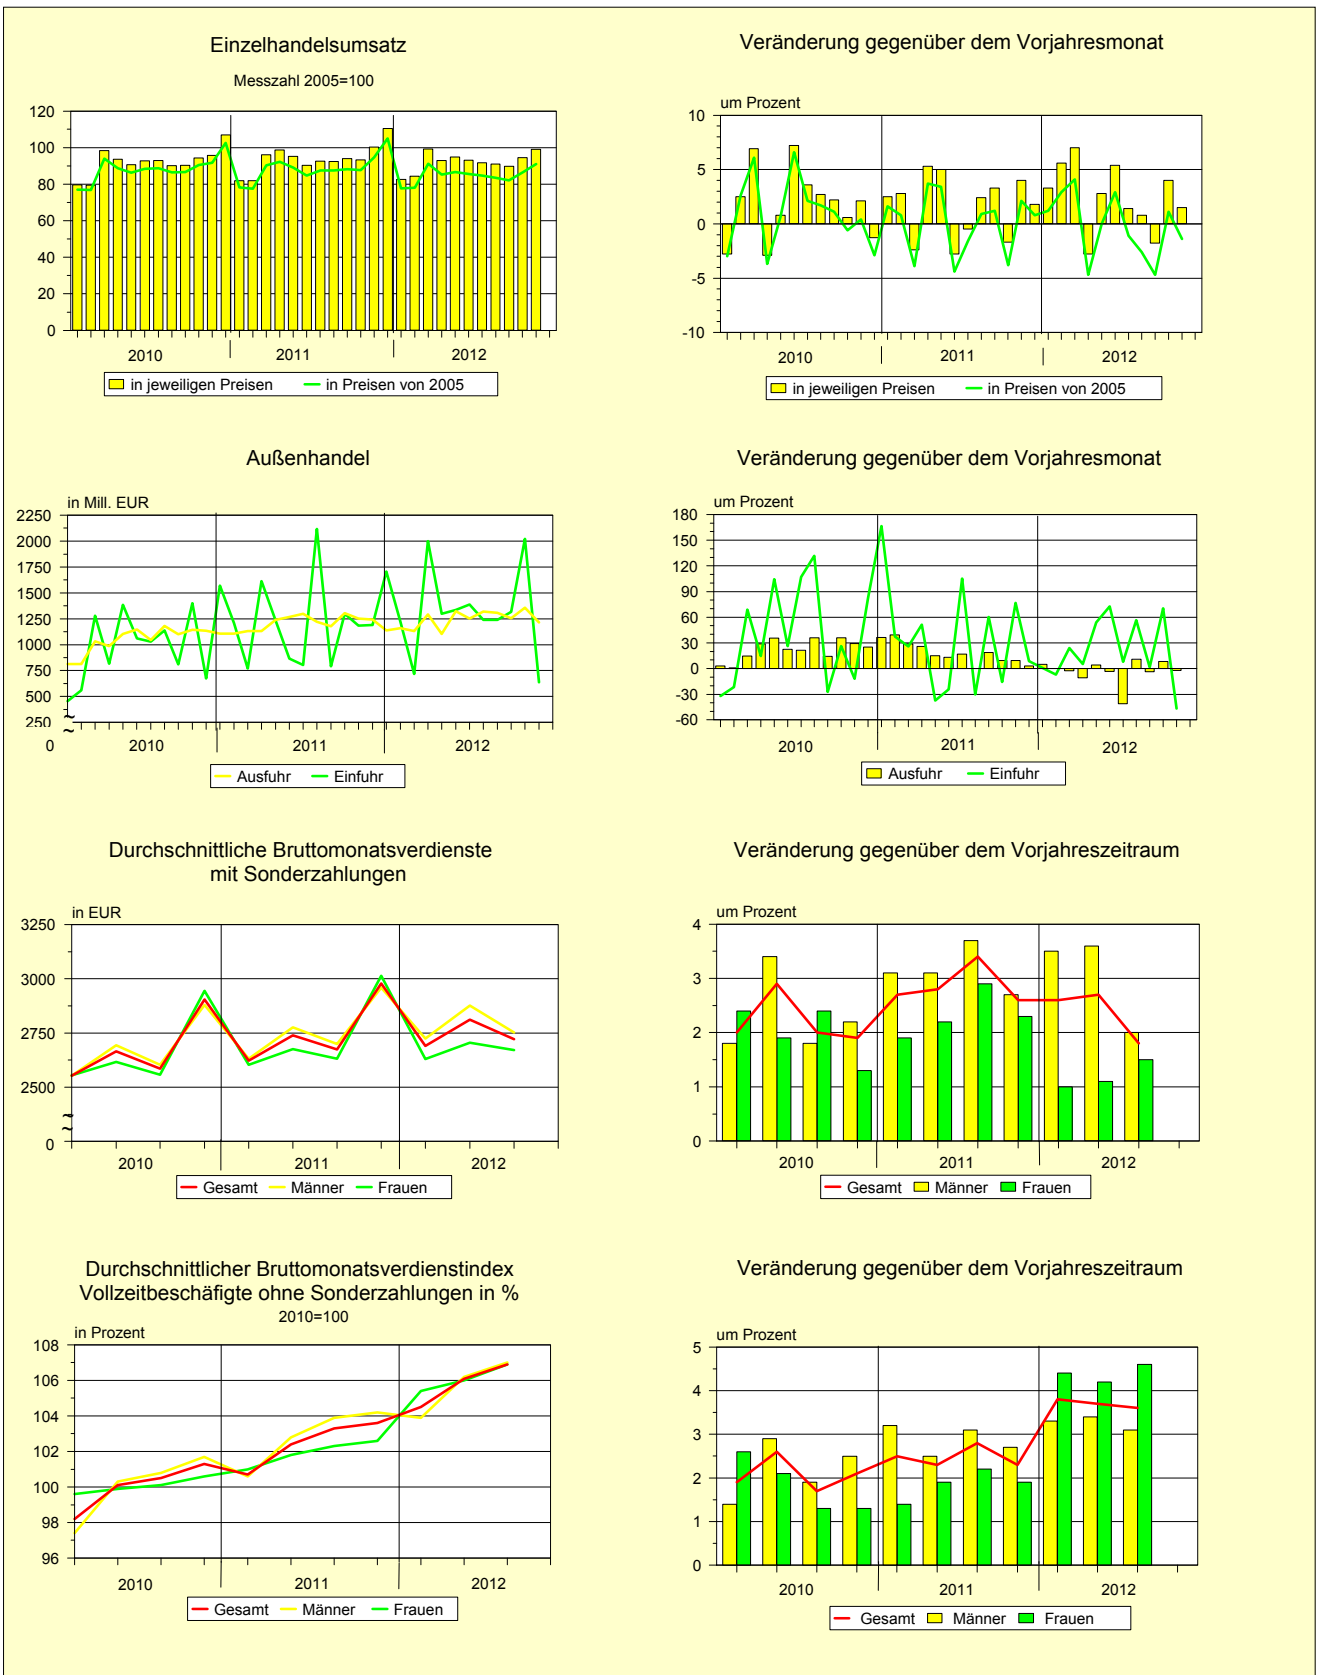 Einzelhandelsumsatz
Messzahl 2005=100
120
100
80
60
40
20
0
2010 2011 2012
in jeweiligen Preisen in Preisen von 2005
Veränderung gegenüber dem Vorjahresmonat
um Prozent
10
5
0
-5
-10
2010 2011 2012
in jeweiligen Preisen in Preisen von 2005
Außenhandel
in Mill. EUR
2250
2000
1750
1500
1250
1000
750
500
250
0
2010 2011 2012
Ausfuhr Einfuhr
Veränderung gegenüber dem Vorjahresmonat
um Prozent
180
150
120
90
60
30
0
-30
-60
2010 2011 2012
Ausfuhr Einfuhr
Durchschnittliche Bruttomonatsverdienste
mit Sonderzahlungen
in EUR
3250
3000
2750
2500
0
2010 2011 2012
Gesamt Männer Frauen
Veränderung gegenüber dem Vorjahreszeitraum
um Prozent
4
3
2
1
0
2010 2011 2012
Gesamt Männer Frauen
Durchschnittlicher Bruttomonatsverdienstindex
Vollzeitbeschäfigte ohne Sonderzahlungen in %
2010=100
in Prozent
108
106
104
102
100
98
96
2010 2011 2012
Gesamt Männer Frauen
Veränderung gegenüber dem Vorjahreszeitraum
um Prozent
5
4
3
2
1
0
2010 2011 2012
Gesamt Männer Frauen